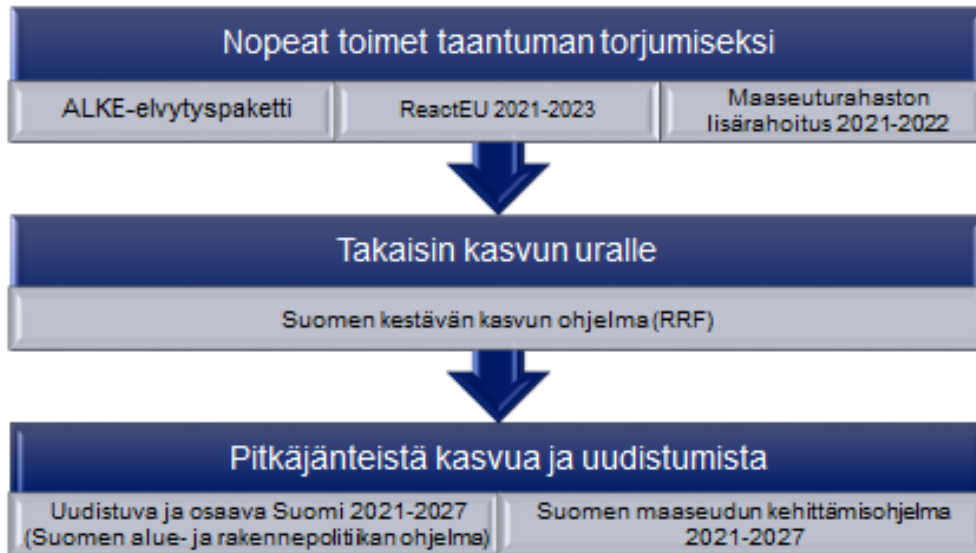 Nopeat toimet taantuman torjumiseksi
ALKE-elvytyspaketti
ReactEU 2021-2023
Maaseuturahaston
lisärahoitus 2021-2022
Takaisin kasvun uralle
Suomen kestävän kasvun ohjelma (RRF)
Pitkäjänteistä kasvua ja uudistumista
Uudistuva ja osaava Suomi 2021-2027
(Suomen alue- ja rakennepolitiikan ohjelma)
Suomen maaseudun kehittämisohjelma
2021-2027